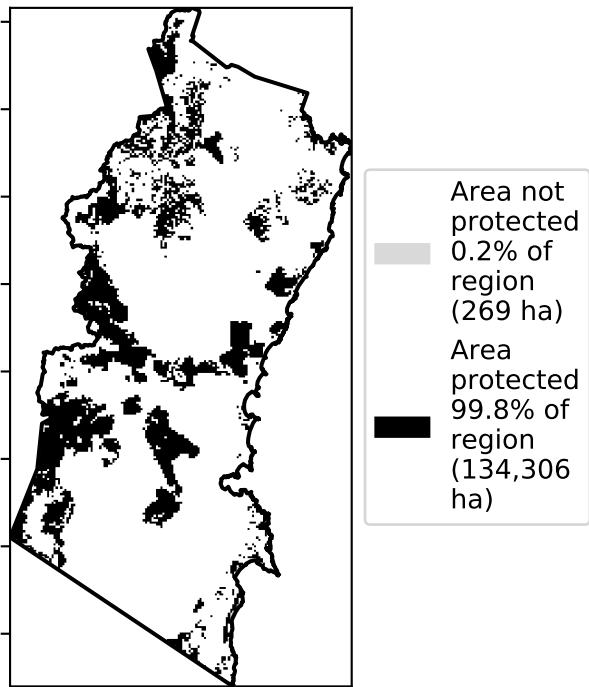 Area not
protected
0.2% of
region
(269 ha)
Area
protected
99.8% of
region
(134,306
ha)